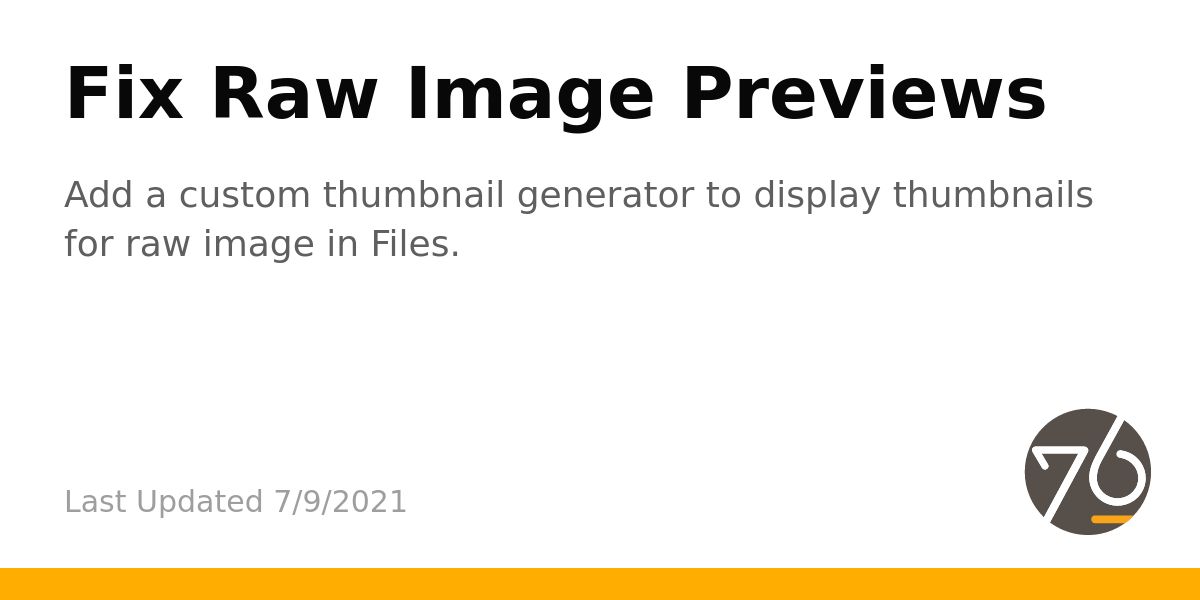 Fix Raw Image Previews
Add a custom thumbnail generator to display thumbnails
for raw image in Files.
Last Updated 7/9/2021
76